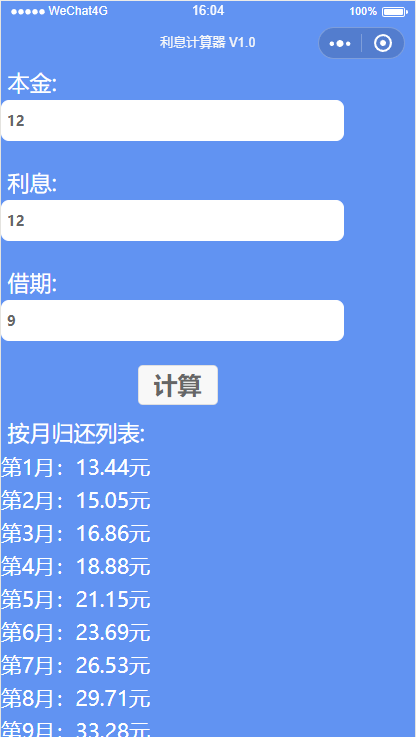 WeChat4G 16:04 100%
利息计算器 V1.0
本金:
12
利息:
12
借期:
9
计算
按月归还列表:
第1月：13.44元
第2月：15.05元
第3月：16.86元
第4月：18.88元
第5月：21.15元
第6月：23.69元
第7月：26.53元
第8月：29.71元
第9月：33.28元